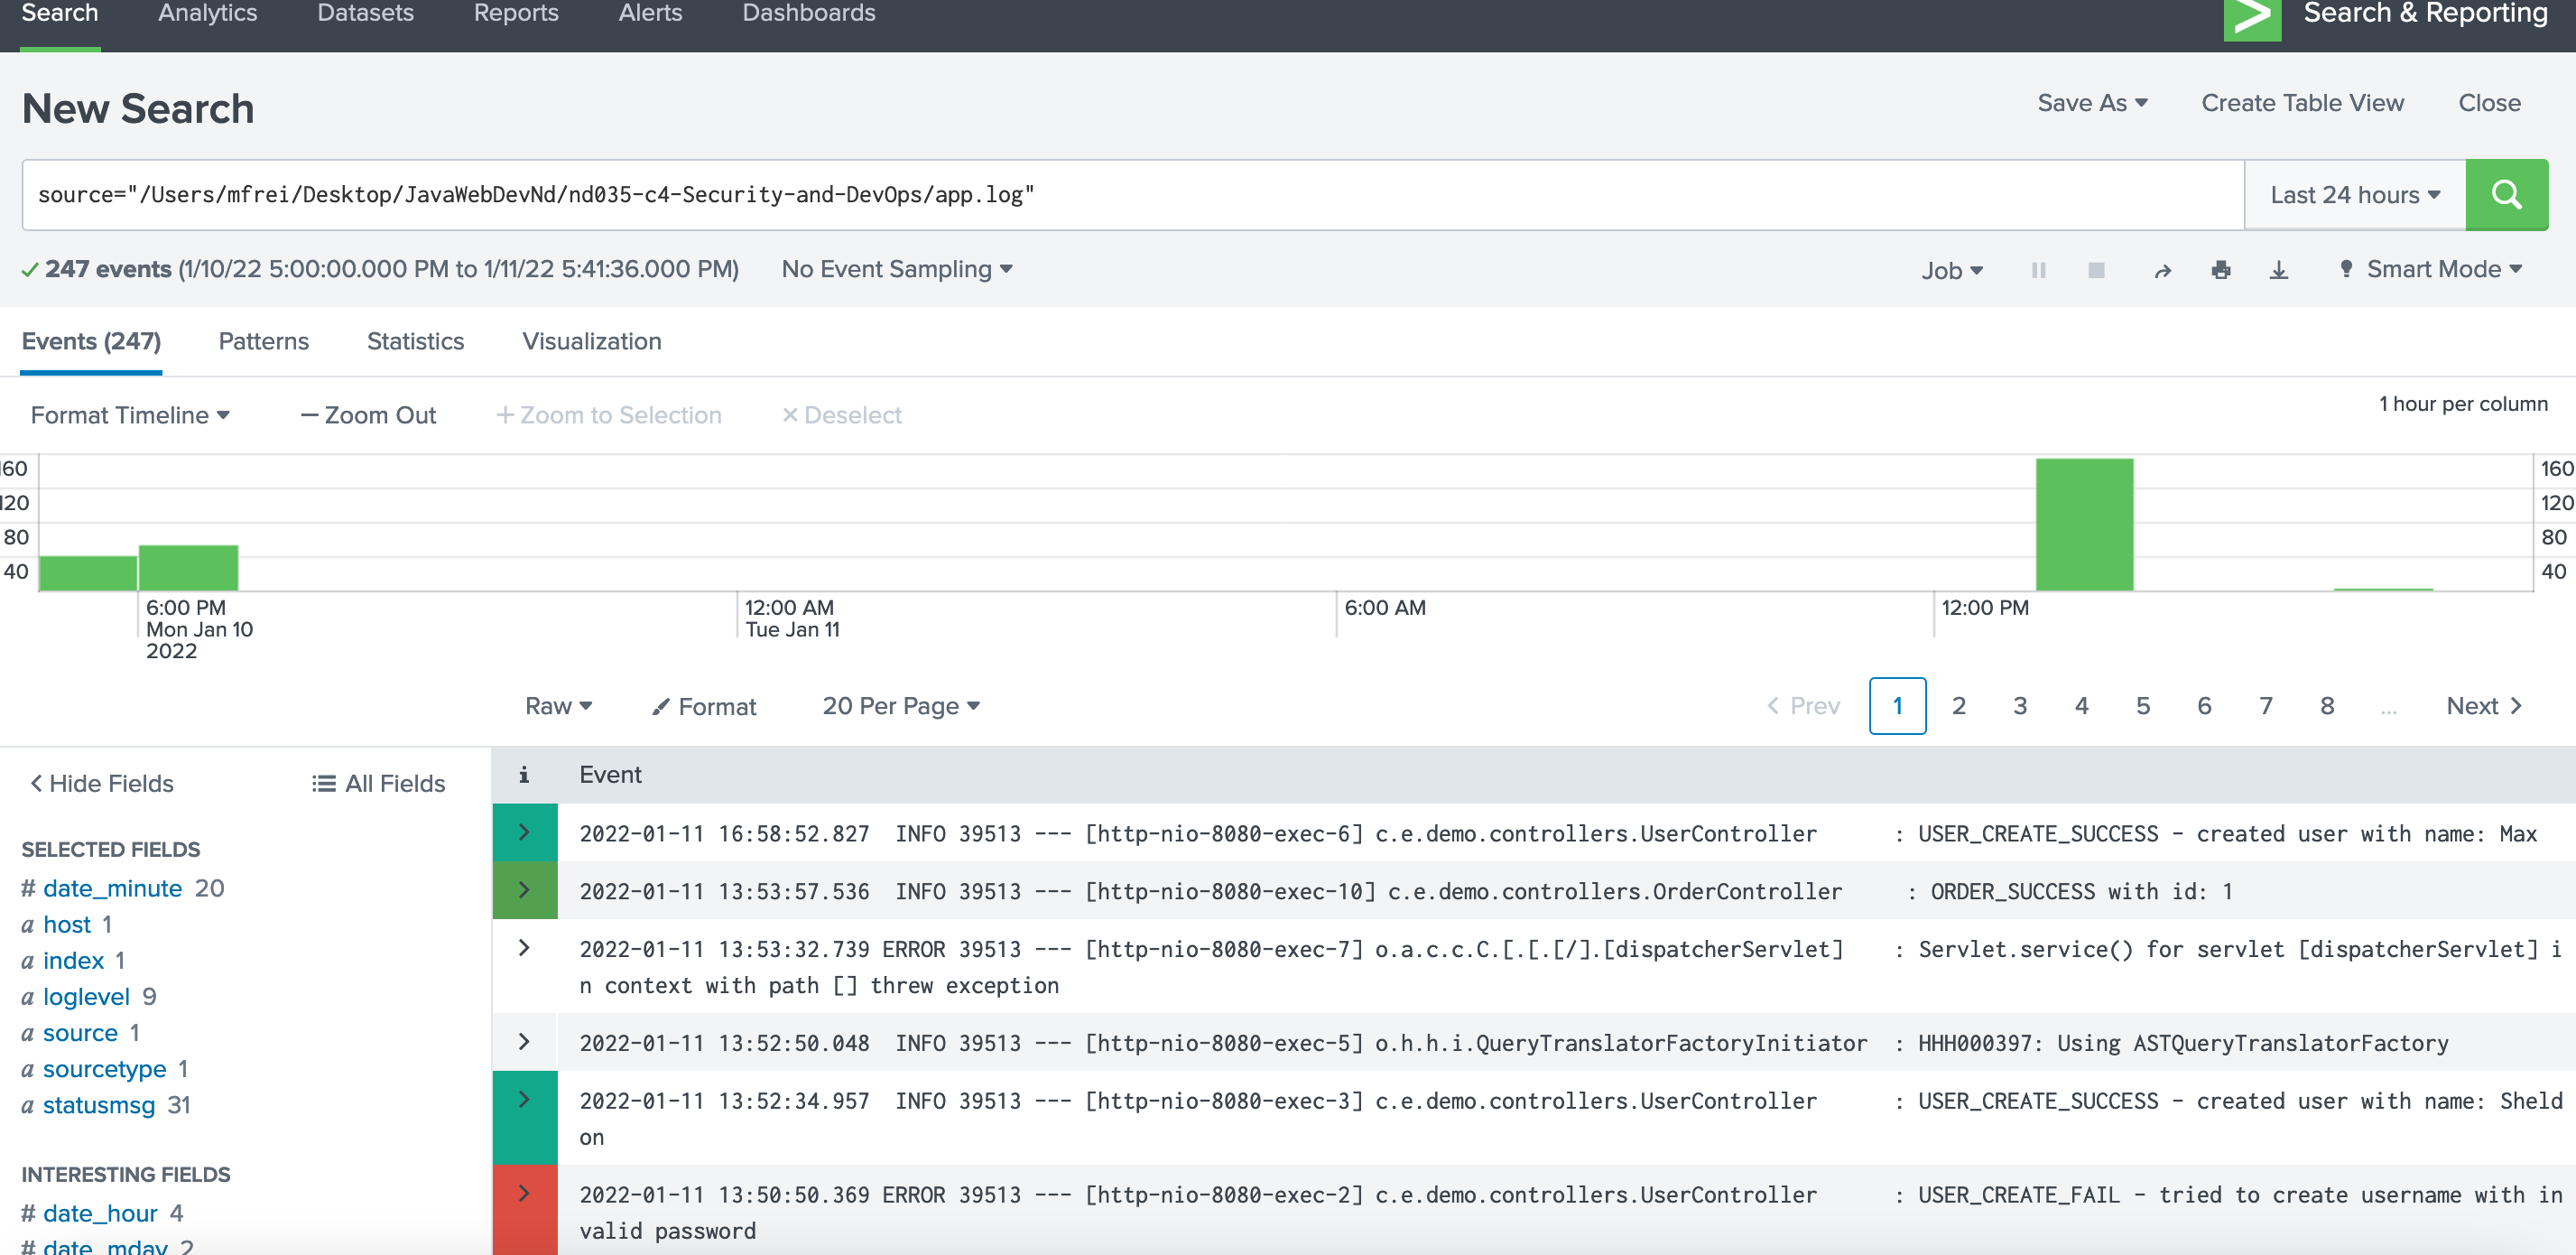 Search Analytics Datasets Reports Alerts Dashboards > Search & Reporting
New Search
Save As Create Table View Close
source="/Users/mfrei/Desktop/JavaWebDevNd/nd035-c4-Security-and-DevOps/app.log"
Last 24 hours
247 events (1/10/22 5:00:00.000 PM to 1/11/22 5:41:36.000 PM) No Event Sampling
Job Smart Mode
Events (247) Patterns Statistics Visualization
Format Timeline — Zoom Out + Zoom to Selection × Deselect
1 hour per column
160 160
120 120
80 80
40 40
6:00 PM 12:00 AM 6:00 AM 12:00 PM
Mon Jan 10 Tue Jan 11
2022
Raw Format 20 Per Page
< Prev 1 2 3 4 5 6 7 8 ... Next >
< Hide Fields All Fields
SELECTED FIELDS
# date_minute 20
a host 1
a index 1
a loglevel 9
a source 1
a sourcetype 1
a statusmsg 31
INTERESTING FIELDS
# date_hour 4
# date_mday 2
i Event
> 2022-01-11 16:58:52.827  INFO 39513 --- [http-nio-8080-exec-6] c.e.demo.controllers.UserController      : USER_CREATE_SUCCESS - created user with name: Max
> 2022-01-11 13:53:57.536  INFO 39513 --- [http-nio-8080-exec-10] c.e.demo.controllers.OrderController     : ORDER_SUCCESS with id: 1
> 2022-01-11 13:53:32.739 ERROR 39513 --- [http-nio-8080-exec-7] o.a.c.c.C.[.[.[/].[dispatcherServlet]    : Servlet.service() for servlet [dispatcherServlet] i
n context with path [] threw exception
> 2022-01-11 13:52:50.048  INFO 39513 --- [http-nio-8080-exec-5] o.h.h.i.QueryTranslatorFactoryInitiator  : HHH000397: Using ASTQueryTranslatorFactory
> 2022-01-11 13:52:34.957  INFO 39513 --- [http-nio-8080-exec-3] c.e.demo.controllers.UserController      : USER_CREATE_SUCCESS - created user with name: Sheld
on
> 2022-01-11 13:50:50.369 ERROR 39513 --- [http-nio-8080-exec-2] c.e.demo.controllers.UserController      : USER_CREATE_FAIL - tried to create username with in
valid password